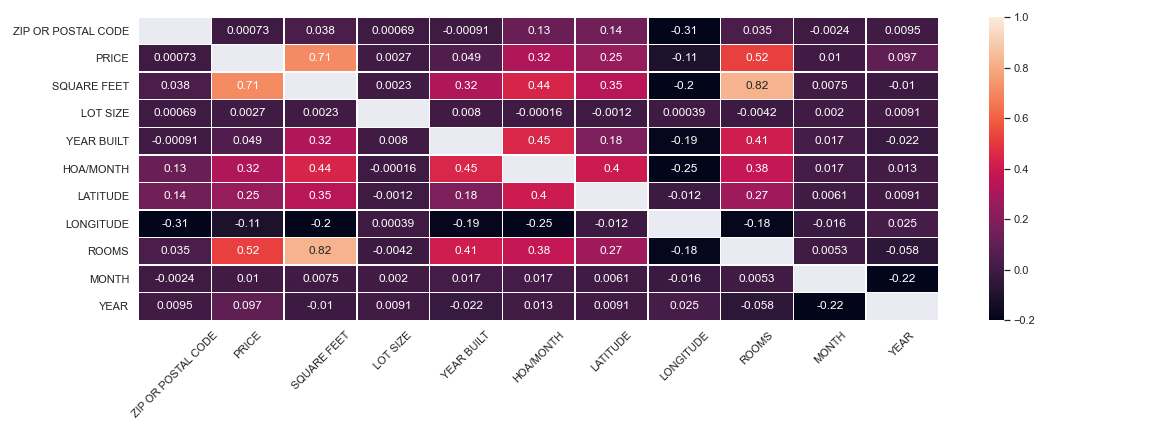 ZIP OR POSTAL CODE 0.00073 0.038 0.00069 -0.00091 0.13 0.14 -0.31 0.035 -0.0024 0.0095 1.0
PRICE 0.00073 0.71 0.0027 0.049 0.32 0.25 -0.11 0.52 0.01 0.097 0.8
SQUARE FEET 0.038 0.71 0.0023 0.32 0.44 0.35 -0.2 0.82 0.0075 -0.01
LOT SIZE 0.00069 0.0027 0.0023 0.008 -0.00016 -0.0012 0.00039 -0.0042 0.002 0.0091 0.6
YEAR BUILT -0.00091 0.049 0.32 0.008 0.45 0.18 -0.19 0.41 0.017 -0.022
HOA/MONTH 0.13 0.32 0.44 -0.00016 0.45 0.4 -0.25 0.38 0.017 0.013 0.4
LATITUDE 0.14 0.25 0.35 -0.0012 0.18 0.4 -0.012 0.27 0.0061 0.0091
LONGITUDE -0.31 -0.11 -0.2 0.00039 -0.19 -0.25 -0.012 -0.18 -0.016 0.025 0.2
ROOMS 0.035 0.52 0.82 -0.0042 0.41 0.38 0.27 -0.18 0.0053 -0.058
MONTH -0.0024 0.01 0.0075 0.002 0.017 0.017 0.0061 -0.016 0.0053 -0.22 0.0
YEAR 0.0095 0.097 -0.01 0.0091 -0.022 0.013 0.0091 0.025 -0.058 -0.22 −0.2
ZIP OR POSTAL CODE PRICE SQUARE FEET LOT SIZE YEAR BUILT HOA/MONTH LATITUDE LONGITUDE ROOMS MONTH YEAR